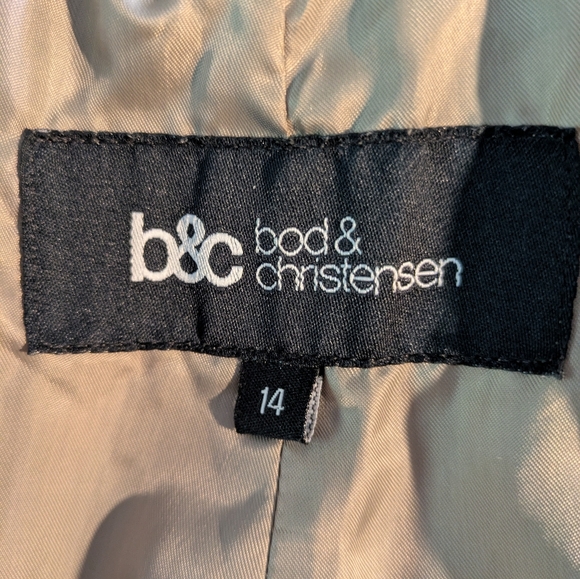 b&c bod &
christensen
14